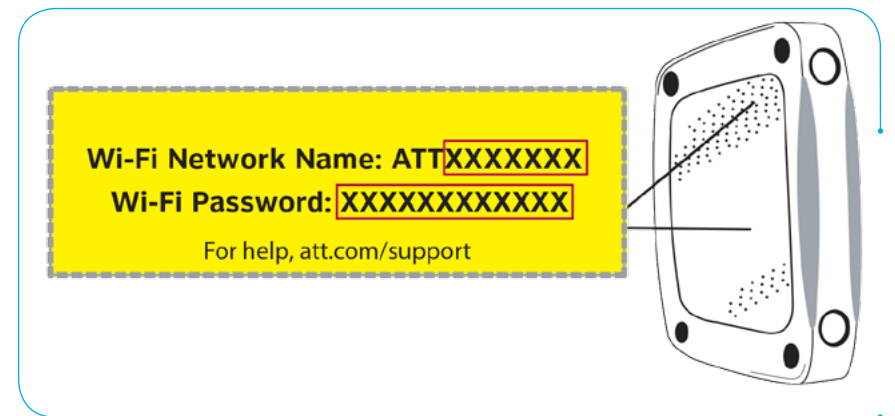 Wi-Fi Network Name: ATTXXXXXXX
Wi-Fi Password: XXXXXXXXXXXX
For help, att.com/support